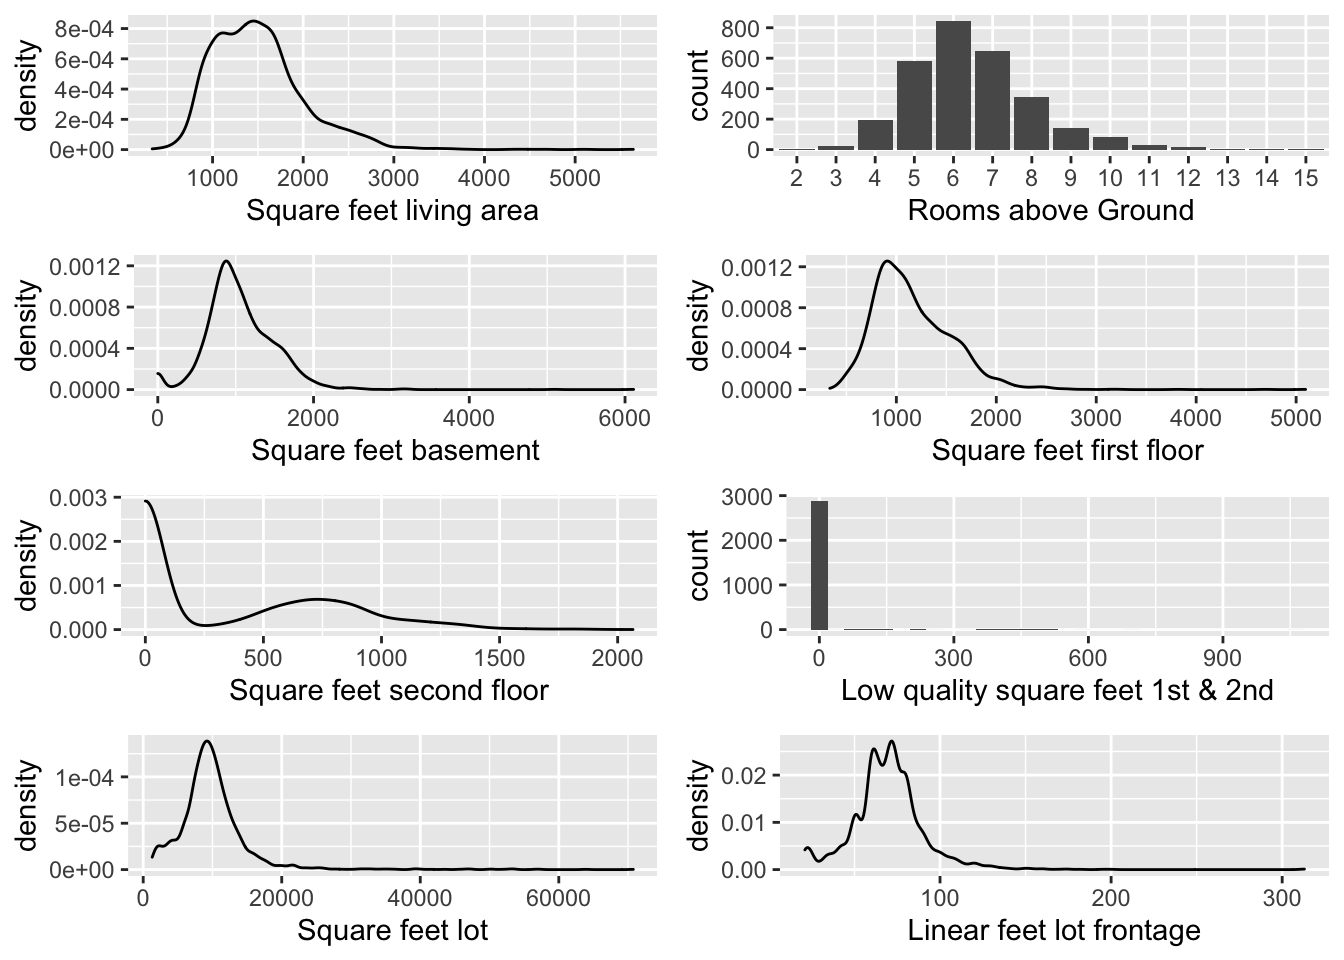 density
8e-04
6e-04
4e-04
2e-04
0e+00
1000 2000 3000 4000 5000
Square feet living area
count
800
600
400
200
0
2 3 4 5 6 7 8 9 10 11 12 13 14 15
Rooms above Ground
density
0.0012
0.0008
0.0004
0.0000
0 2000 4000 6000
Square feet basement
density
0.0012
0.0008
0.0004
0.0000
1000 2000 3000 4000 5000
Square feet first floor
density
0.003
0.002
0.001
0.000
0 500 1000 1500 2000
Square feet second floor
count
3000
2000
1000
0
0 300 600 900
Low quality square feet 1st & 2nd
density
1e-04
5e-05
0e+00
0 20000 40000 60000
Square feet lot
density
0.02
0.01
0.00
100 200 300
Linear feet lot frontage